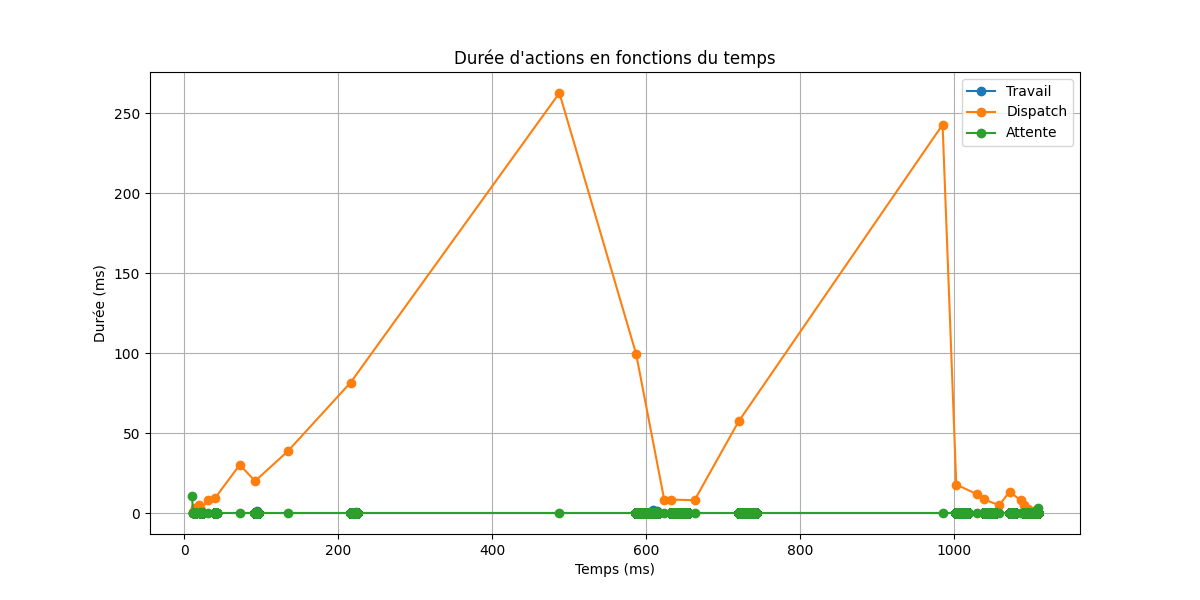 Durée d'actions en fonctions du temps
Travail
Dispatch
Attente
Durée (ms)
250
200
150
100
50
0
0 200 400 600 800 1000
Temps (ms)